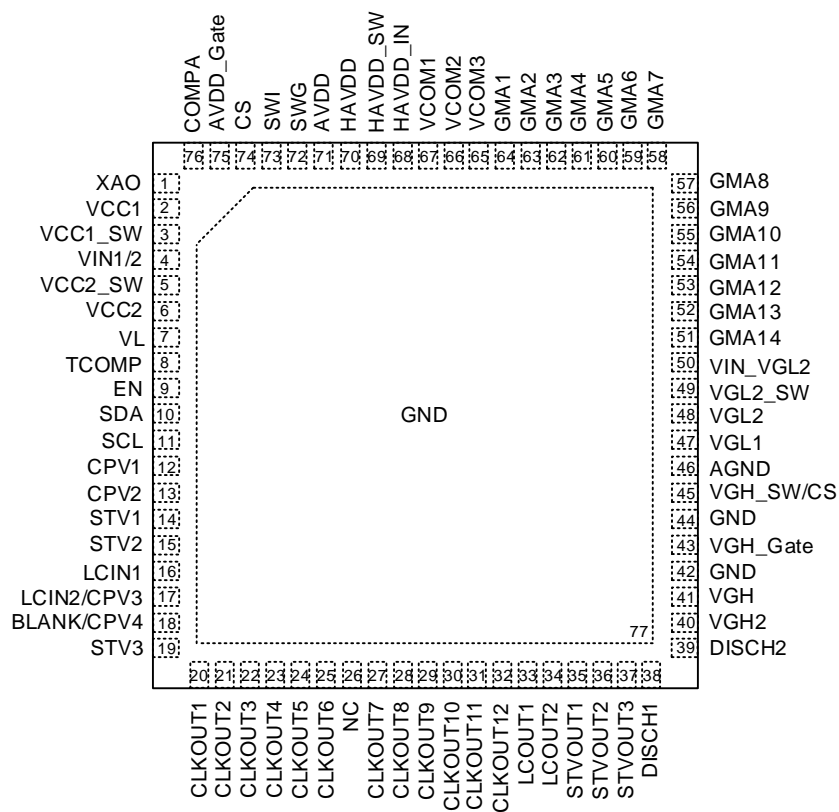 COMPA
AVDD_Gate
CS
SWI
SWG
AVDD
HAVDD
HAVDD_SW
HAVDD_IN
VCOM1
VCOM2
VCOM3
GMA1
GMA2
GMA3
GMA4
GMA5
GMA6
GMA7
76 75 74 73 72 71 70 69 68 67 66 65 64 63 62 61 60 59 58
XAO 1
VCC1 2
VCC1_SW 3
VIN1/2 4
VCC2_SW 5
VCC2 6
VL 7
TCOMP 8
EN 9
SDA 10
SCL 11
CPV1 12
CPV2 13
STV1 14
STV2 15
LCIN1 16
LCIN2/CPV3 17
BLANK/CPV4 18
STV3 19
GND
77
57 GMA8
56 GMA9
55 GMA10
54 GMA11
53 GMA12
52 GMA13
51 GMA14
50 VIN_VGL2
49 VGL2_SW
48 VGL2
47 VGL1
46 AGND
45 VGH_SW/CS
44 GND
43 VGH_Gate
42 GND
41 VGH
40 VGH2
39 DISCH2
20 21 22 23 24 25 26 27 28 29 30 31 32 33 34 35 36 37 38
CLKOUT1
CLKOUT2
CLKOUT3
CLKOUT4
CLKOUT5
CLKOUT6
NC
CLKOUT7
CLKOUT8
CLKOUT9
CLKOUT10
CLKOUT11
CLKOUT12
LCOUT1
LCOUT2
STVOUT1
STVOUT2
STVOUT3
DISCH1